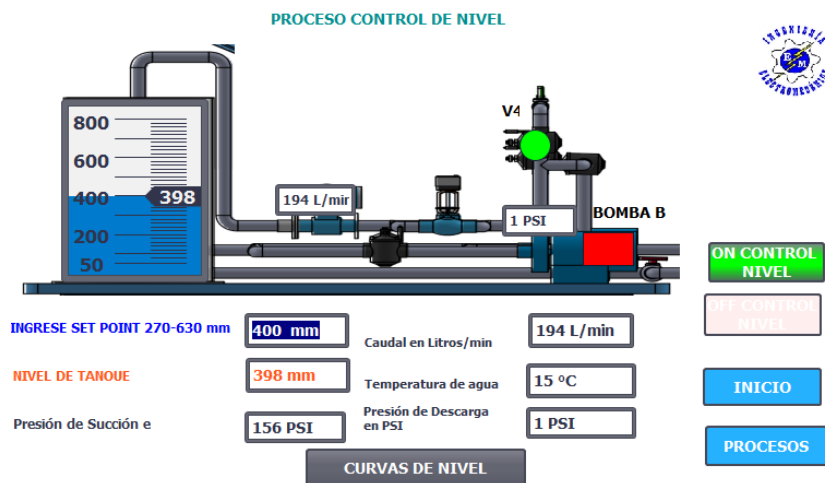 PROCESO CONTROL DE NIVEL
INGENIERÍA
E M
ELECTROMECÁNICA
V4
800
600
400
398
200
50
194 L/mir
1 PSI
BOMBA B
ON CONTROL
NIVEL
OFF CONTROL
NIVEL
INGRESE SET POINT 270-630 mm
400 mm
Caudal en Litros/min
194 L/min
NIVEL DE TANQUE
398 mm
Temperatura de agua
15 ºC
INICIO
Presión de Succión e
156 PSI
Presión de Descarga
en PSI
1 PSI
PROCESOS
CURVAS DE NIVEL